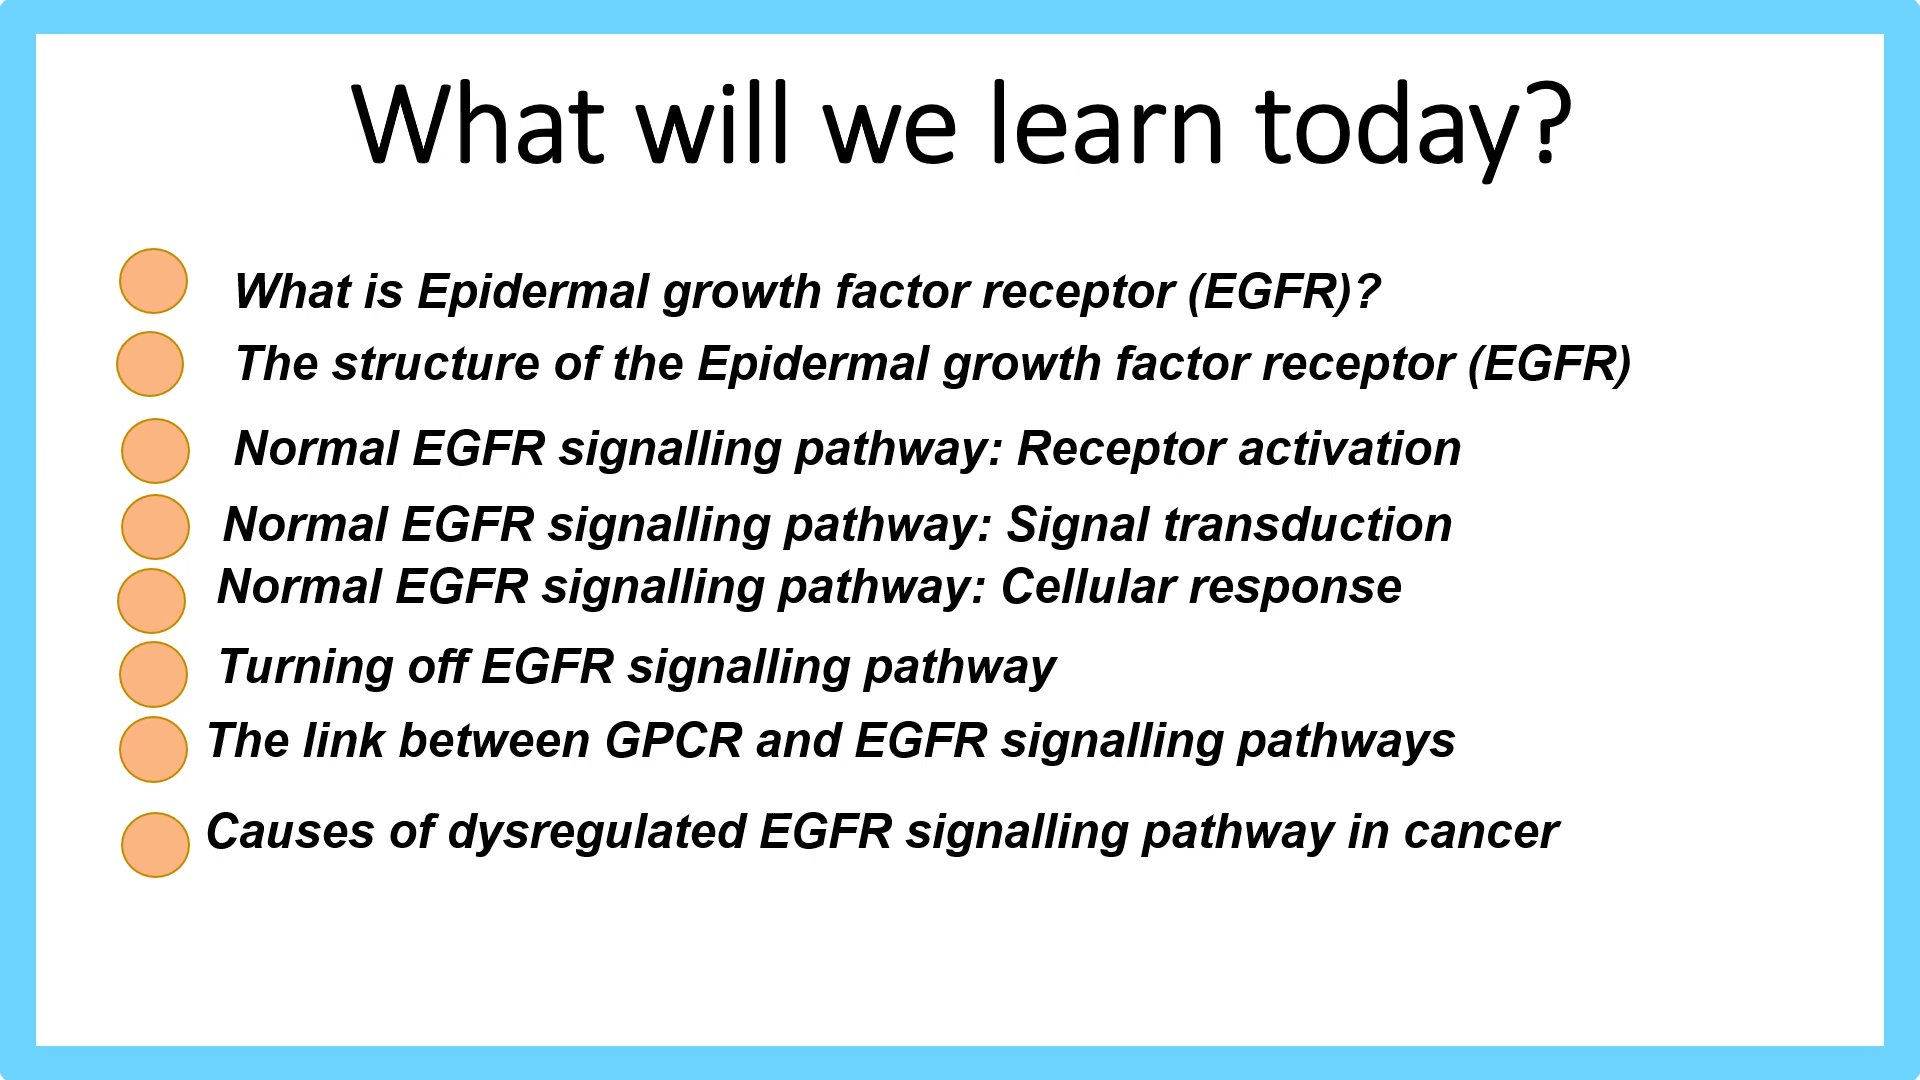 What will we learn today?
What is Epidermal growth factor receptor (EGFR)?
The structure of the Epidermal growth factor receptor (EGFR)
Normal EGFR signalling pathway: Receptor activation
Normal EGFR signalling pathway: Signal transduction
Normal EGFR signalling pathway: Cellular response
Turning off EGFR signalling pathway
The link between GPCR and EGFR signalling pathways
Causes of dysregulated EGFR signalling pathway in cancer